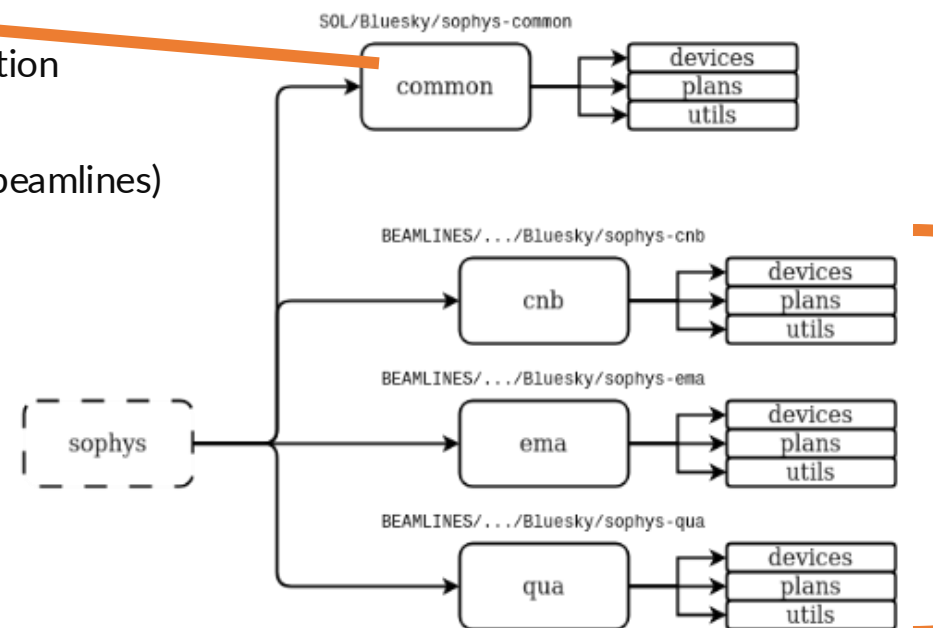 SOL/Bluesky/sophys-common
tion
common
devices
plans
utils
beamlines)
BEAMLINES/.../Bluesky/sophys-cnb
cnb
devices
plans
utils
BEAMLINES/.../Bluesky/sophys-ema
sophys
ema
devices
plans
utils
BEAMLINES/.../Bluesky/sophys-qua
qua
devices
plans
utils